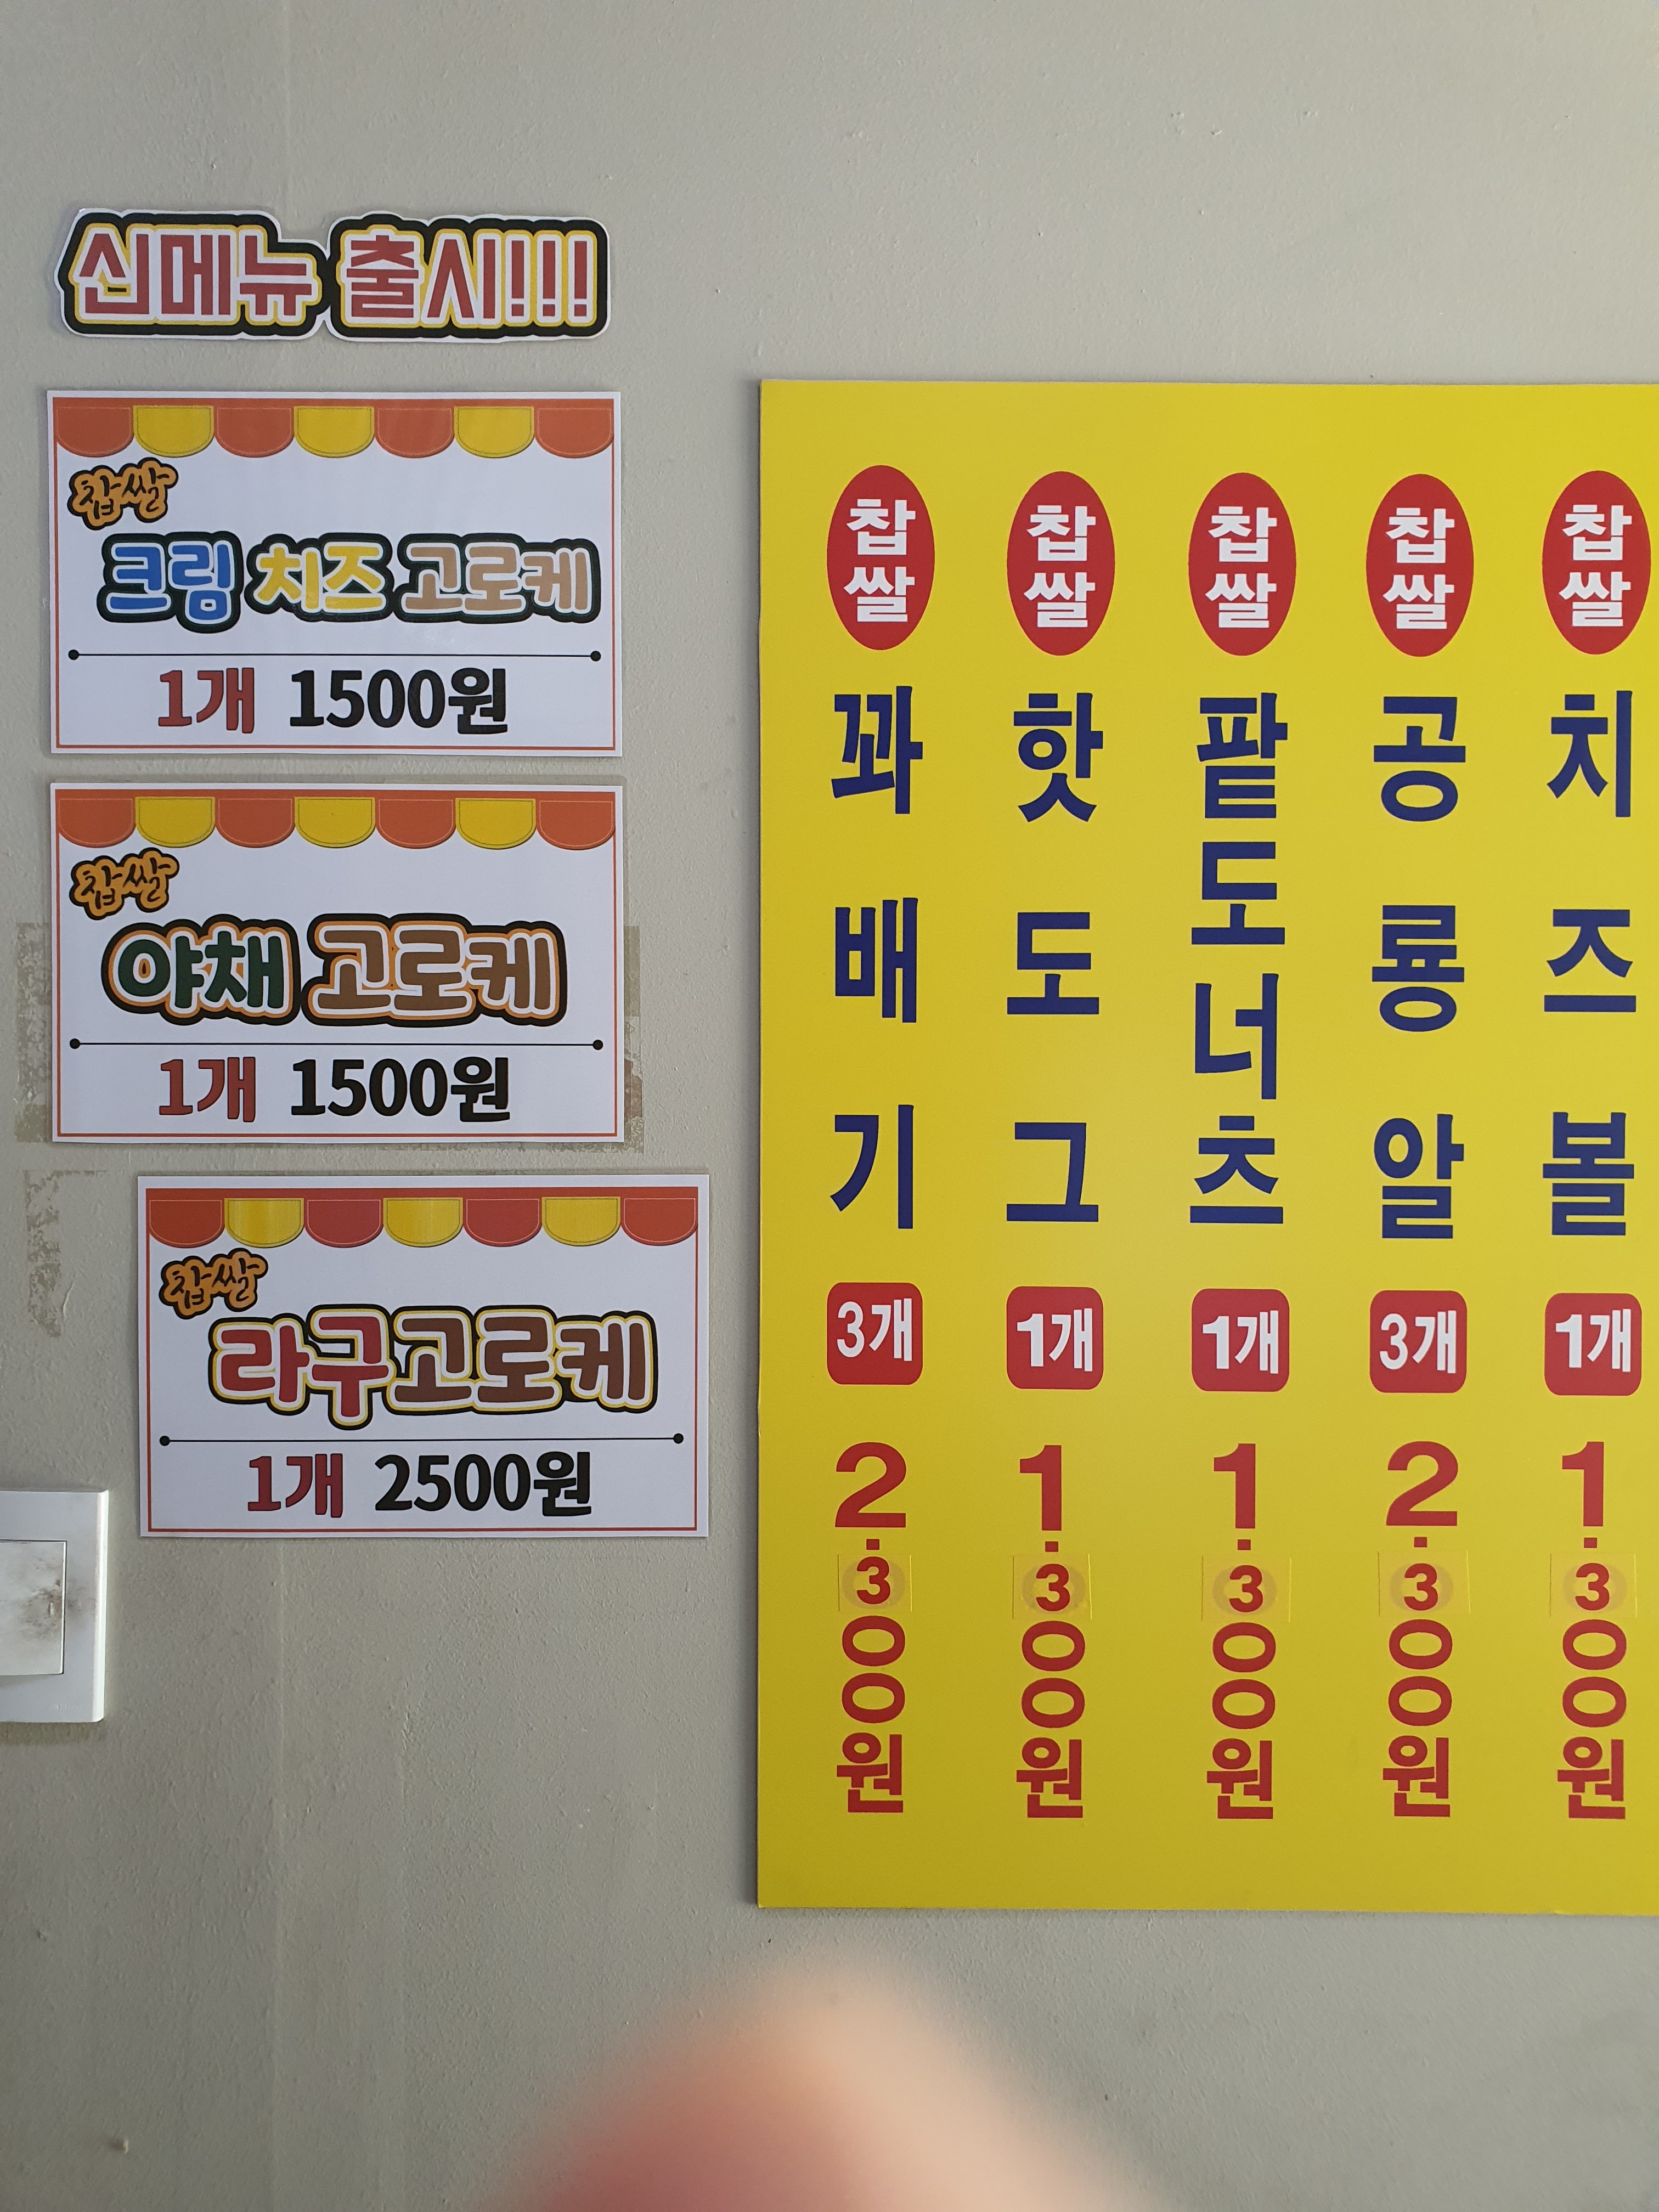 신메뉴 출시!!!
찹쌀
크림 치즈 고로케
1개 1500원
찹쌀
야채 고로케
1개 1500원
찹쌀
라구고로케
1개 2500원
찹쌀
꽈배기
3개
2.300원
찹쌀
핫도그
1개
1.300원
찹쌀
팥도너츠
1개
1.300원
찹쌀
공룡알
3개
2.300원
찹쌀
치즈볼
1개
1.300원